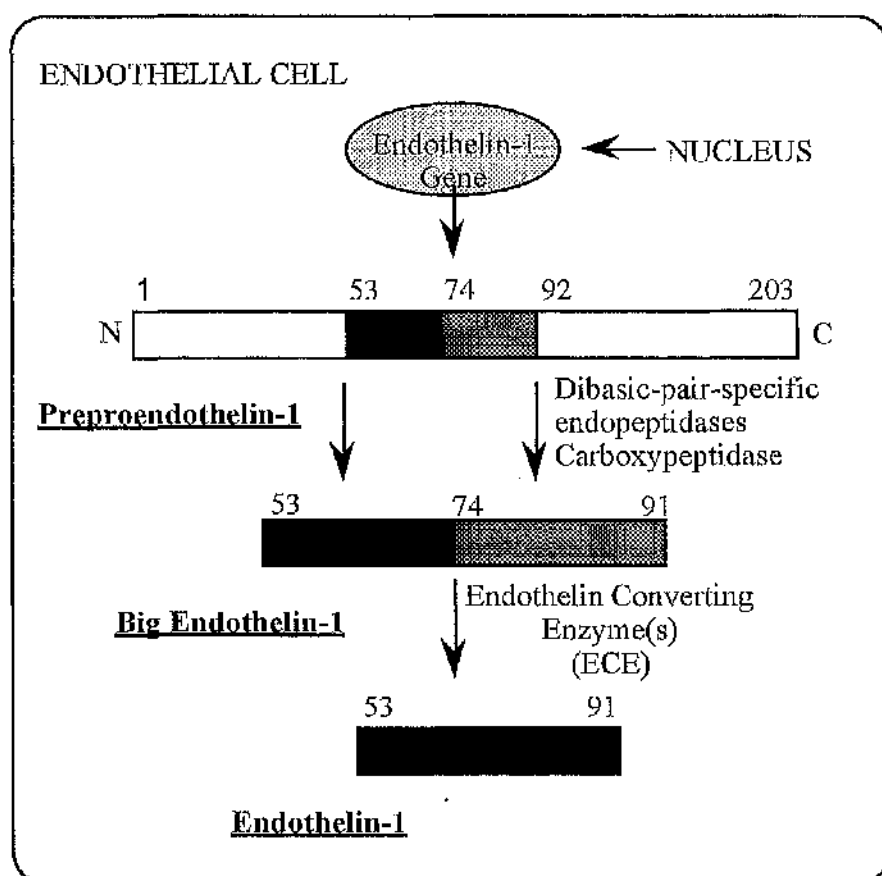 ENDOTHELIAL CELL
Endothelin-1
Gene
NUCLEUS
1 53 74 92 203
N C
Preproendothelin-1
Dibasic-pair-specific
endopeptidases
Carboxypeptidase
53 74 91
Big Endothelin-1
Endothelin Converting
Enzyme(s)
(ECE)
53 91
Endothelin-1